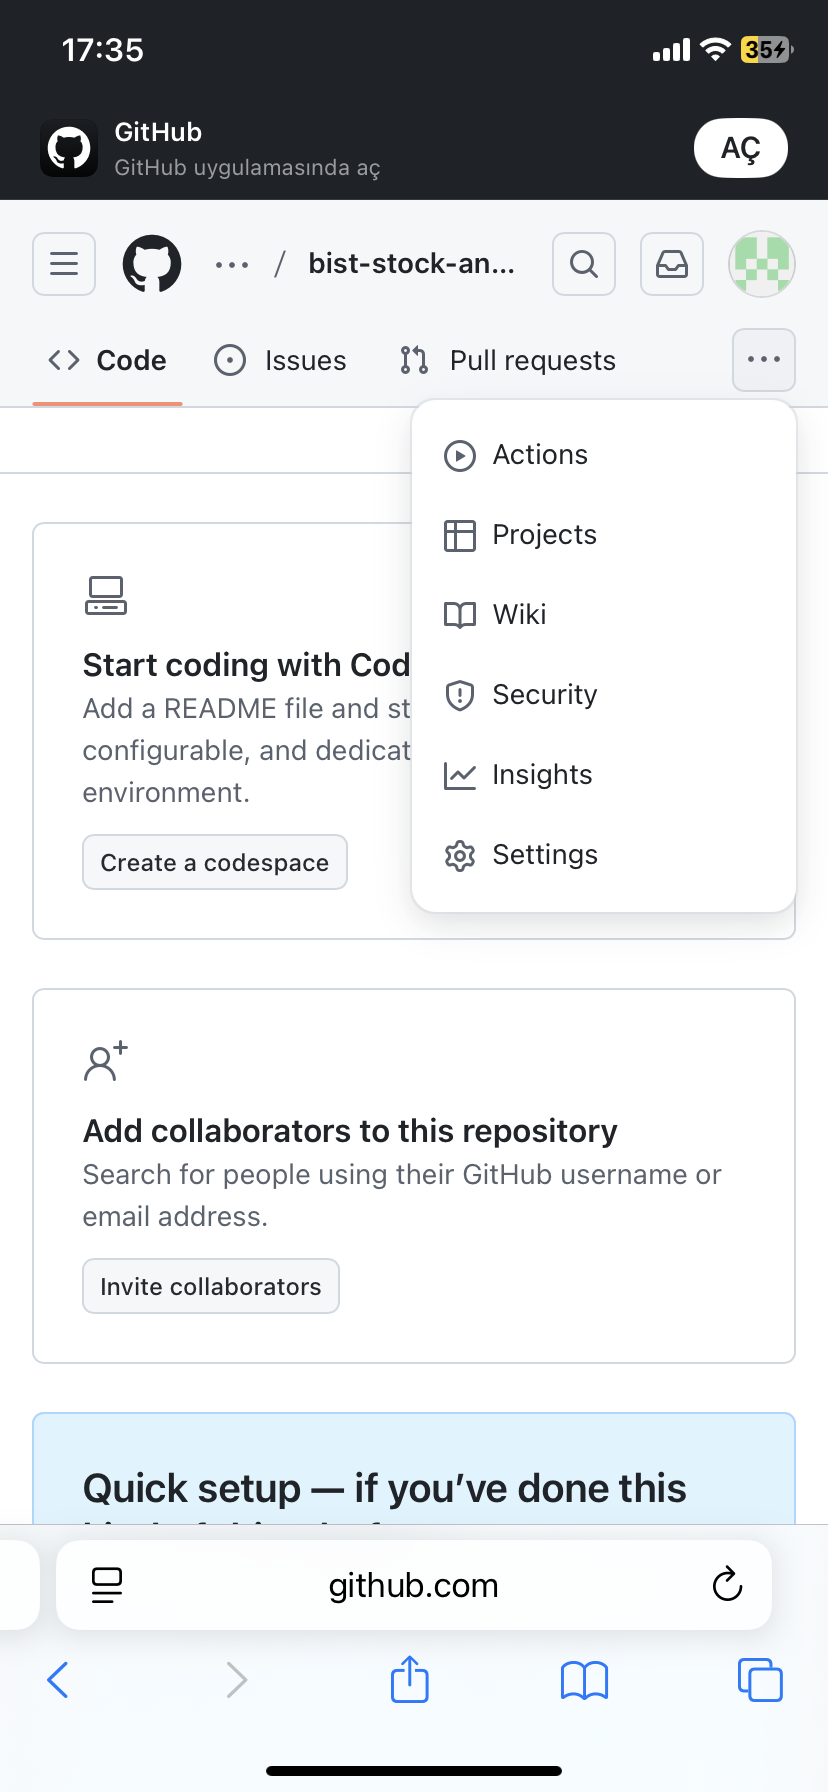 17:35
35
GitHub
GitHub uygulamasında aç
AÇ
... / bist-stock-an...
Code
Issues
Pull requests
Actions
Projects
Wiki
Security
Insights
Settings
Start coding with Cod
Add a README file and st
configurable, and dedicat
environment.
Create a codespace
Add collaborators to this repository
Search for people using their GitHub username or
email address.
Invite collaborators
Quick setup — if you’ve done this
github.com